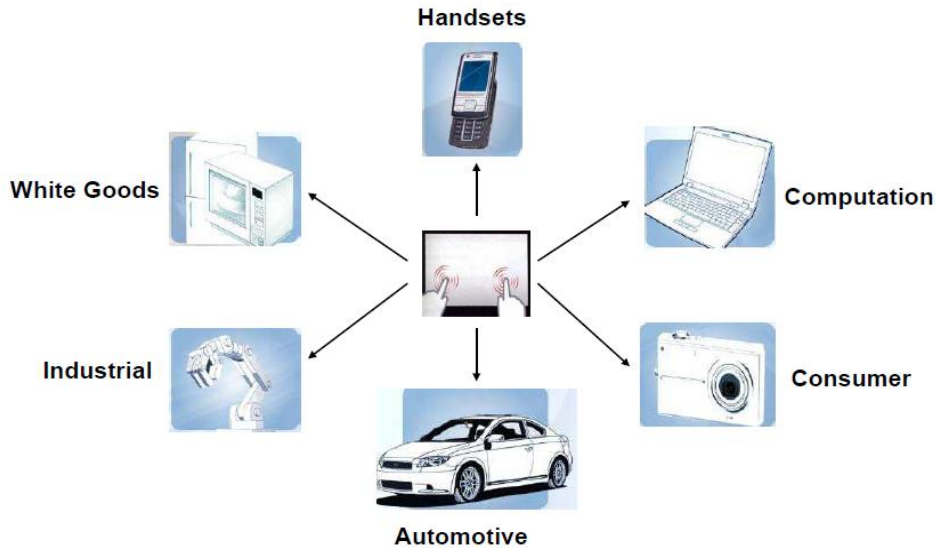 Handsets
White Goods
Computation
Industrial
Consumer
Automotive